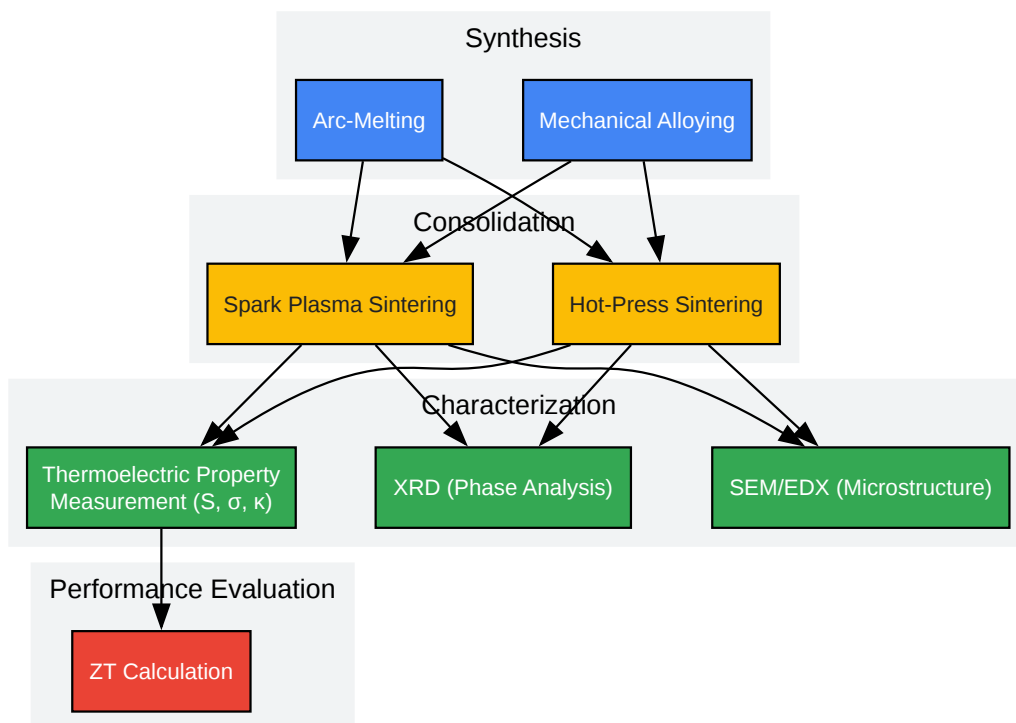 Synthesis
Arc-Melting
Mechanical Alloying
Consolidation
Spark Plasma Sintering
Hot-Press Sintering
Characterization
Thermoelectric Property
Measurement (S, σ, κ)
XRD (Phase Analysis)
SEM/EDX (Microstructure)
Performance Evaluation
ZT Calculation